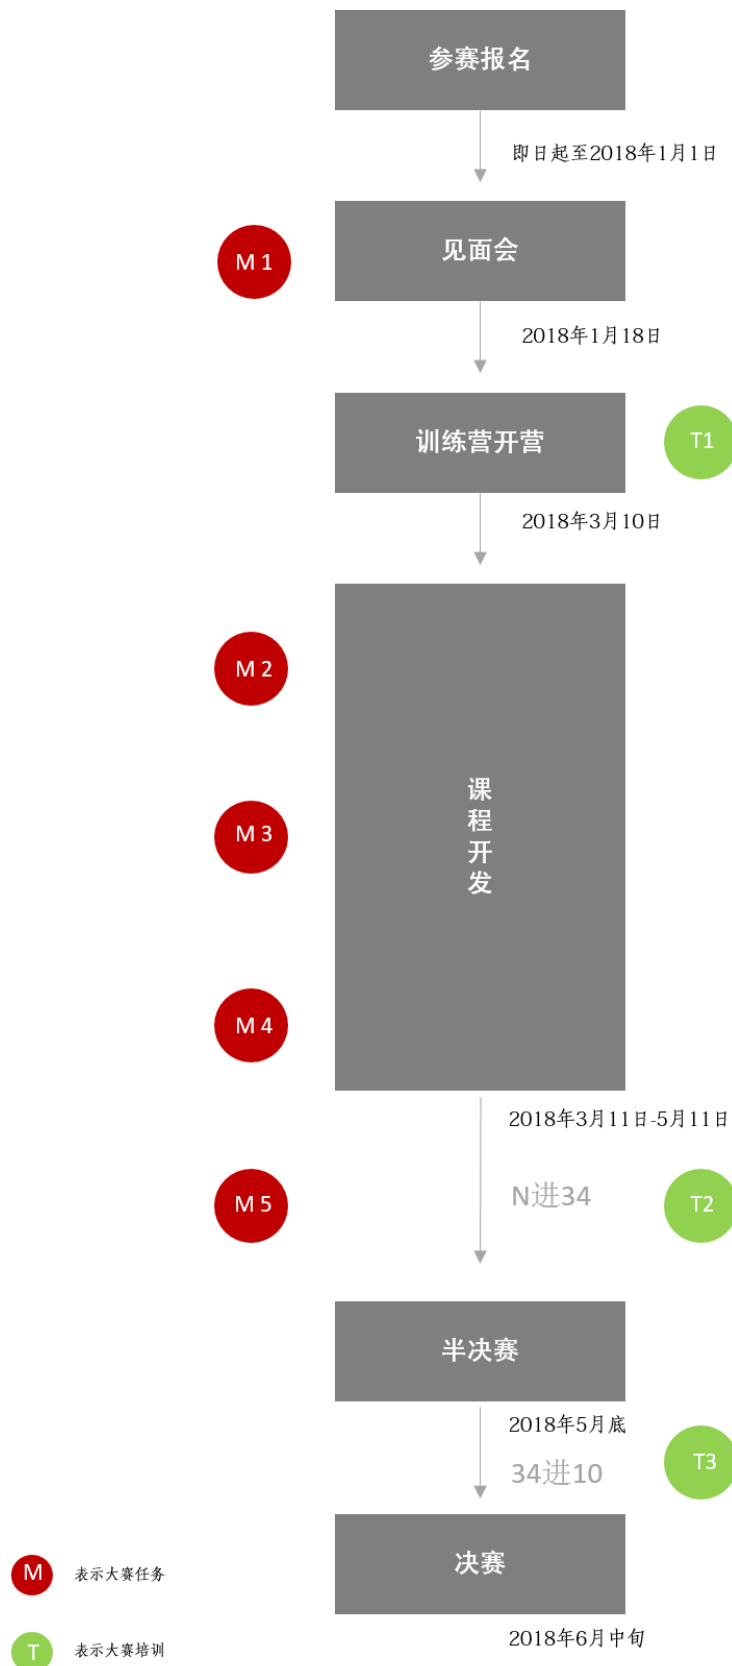 参赛报名
即日起至2018年1月1日
M 1
见面会
2018年1月18日
训练营开营
T1
2018年3月10日
M 2
M 3
课
程
开
发
M 4
2018年3月11日-5月11日
M 5
N进34
T2
半决赛
2018年5月底
34进10
T3
决赛
M 表示大赛任务
2018年6月中旬
T 表示大赛培训